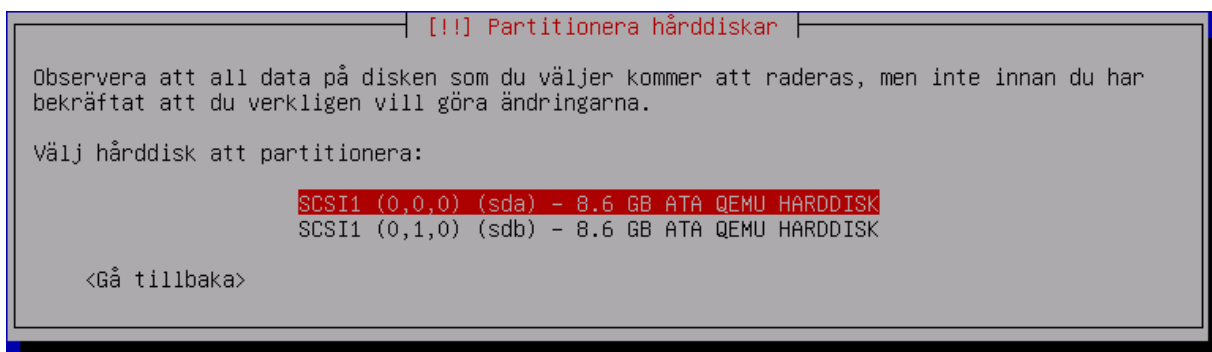 [!!] Partitionera hårddiskar
Observera att all data på disken som du väljer kommer att raderas, men inte innan du har
bekräftat att du verkligen vill göra ändringarna.
Välj hårddisk att partitionera:
SCSI1 (0,0,0) (sda) – 8.6 GB ATA QEMU HARDDISK
SCSI1 (0,1,0) (sdb) – 8.6 GB ATA QEMU HARDDISK
<Gå tillbaka>